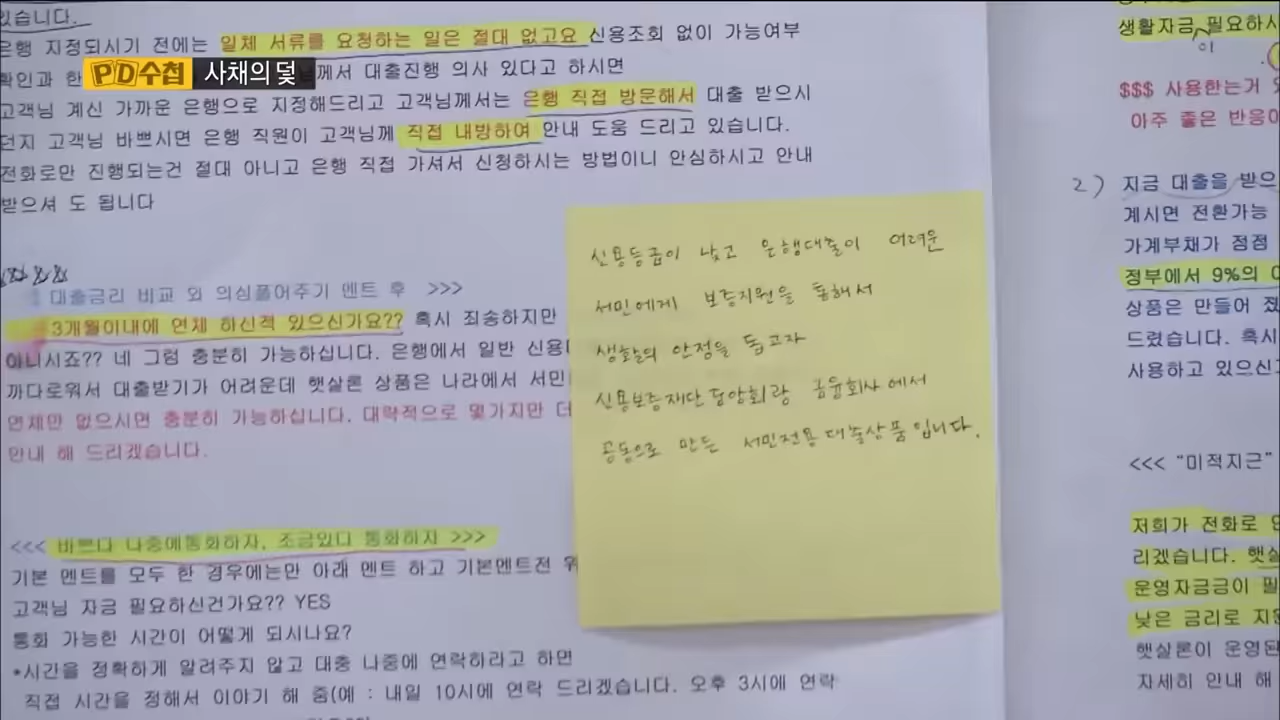 있습니다.
은행 지정되시기 전에는 일체 서류를 요청하는 일은 절대 없고요 신용조회 없이 가능여부
확인과 한
께서 대출진행 의사 있다고 하시면
PD수첩 사채의 덫
고객님 계신 가까운 은행으로 지정해드리고 고객님께서는 은행 직접 방문해서 대출 받으시
던지 고객님 바쁘시면 은행 직원이 고객님께 직접 내방하여 안내 도움 드리고 있습니다.
전화로만 진행되는건 절대 아니고 은행 직접 가셔서 신청하시는 방법이니 안심하시고 안내
받으셔 도 됩니다
대출금리 비교 와 의심풀어주기 멘트 후 >>>
3개월이내에 연체 하신적 있으신가요?? 혹시 죄송하지만
아니시죠?? 네 그럼 충분히 가능하십니다. 은행에서 일반 신용
까다로워서 대출받기가 어려운데 햇살론 상품은 나라에서 서민
연체만 없으시면 충분히 가능하십니다. 대략적으로 몇가지만 더
안내 해 드리겠습니다.
<<< 바쁘다 나중에통화하자, 조금있다 통화하자 >>>
기본 멘트를 모두 한 경우에는만 아래 멘트 하고 기본멘트전
고객님 자금 필요하신건가요?? YES
통화 가능한 시간이 어떻게 되시나요?
*시간을 정확하게 알려주지 않고 대충 나중에 연락하라고 하면
직접 시간을 정해서 이야기 해 줌(예 : 내일 10시에 연락 드리겠습니다. 오후 3시에 연락
신용등급이 낮고 은행대출이 어려운
서민에게 보증지원을 통해서
생활의 안정을 돕고자
신용보증재단중앙회랑 금융회사에서
공동으로 만든 서민전용대출상품입니다.
생활자금 필요하시
이
$$$ 사용한는거
아주 좋은 반응이
2) 지금 대출을 받으
계시면 전환가능
가계부채가 점점
정부에서 9%의
상품은 만들어 졌
드렸습니다. 혹시
사용하고 있으신
<<< "미적지근"
저희가 전화로 안
리겠습니다. 햇살
운영자금금이 필
낮은 금리로 지원
햇살론이 운영된
자세히 안내 해